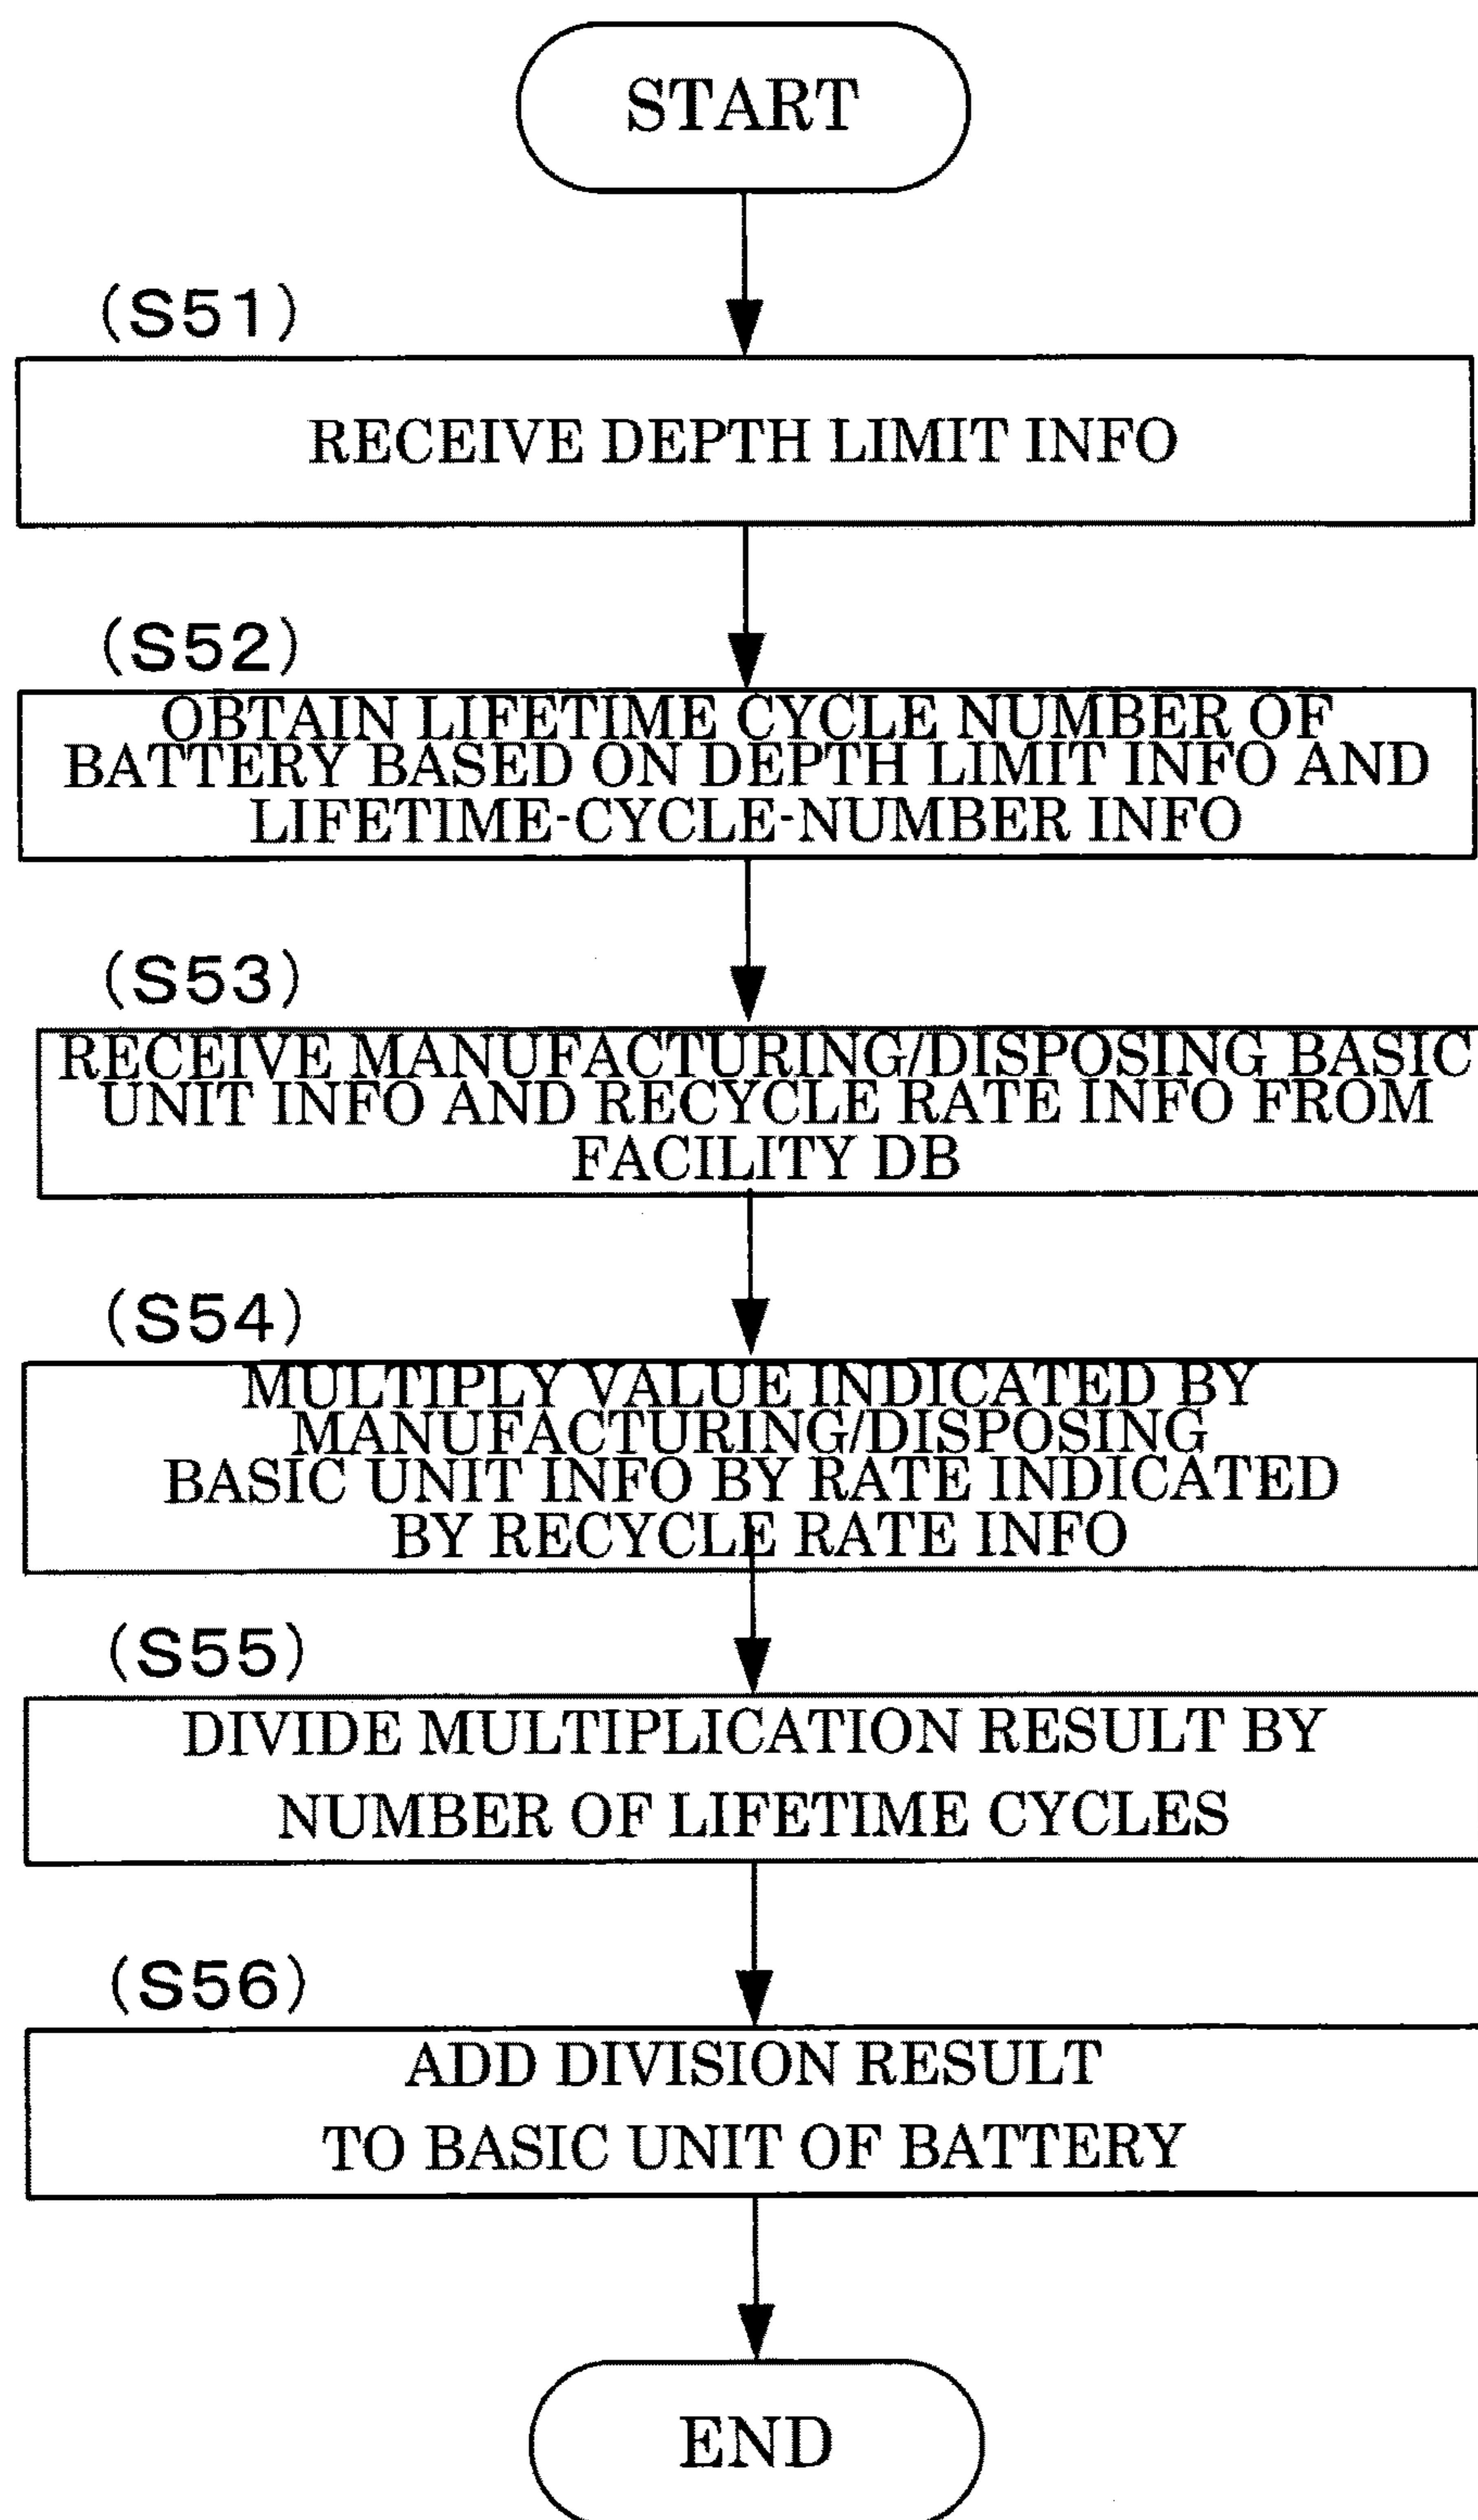 START
(S51)
RECEIVE DEPTH LIMIT INFO
(S52)
OBTAIN LIFETIME CYCLE NUMBER OF
BATTERY BASED ON DEPTH LIMIT INFO AND
LIFETIME-CYCLE-NUMBER INFO
(S53)
RECEIVE MANUFACTURING/DISPOSING BASIC
UNIT INFO AND RECYCLE RATE INFO FROM
FACILITY DB
(S54)
MULTIPLY VALUE INDICATED BY
MANUFACTURING/DISPOSING
BASIC UNIT INFO BY RATE INDICATED
BY RECYCLE RATE INFO
(S55)
DIVIDE MULTIPLICATION RESULT BY
NUMBER OF LIFETIME CYCLES
(S56)
ADD DIVISION RESULT
TO BASIC UNIT OF BATTERY
END